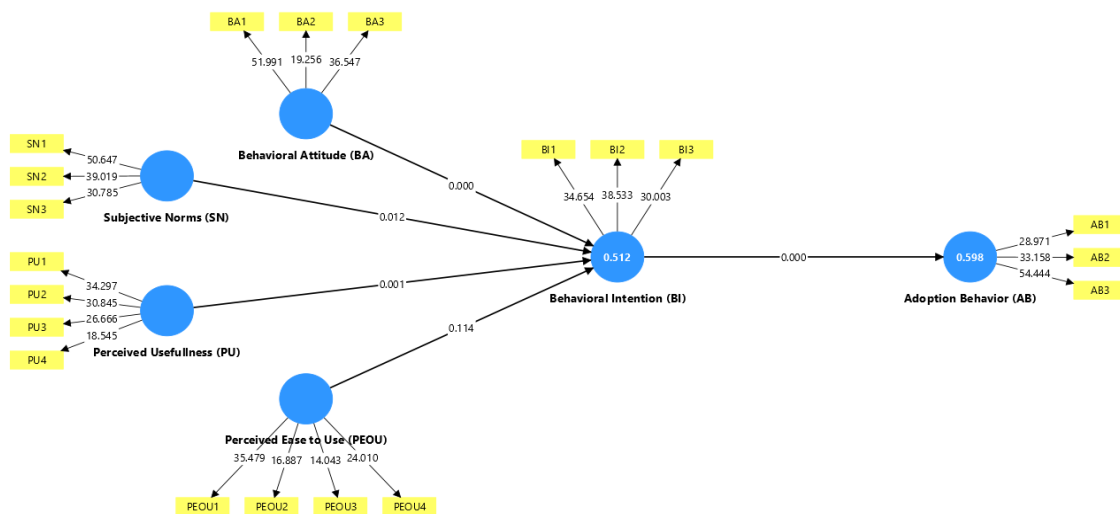 BA1
BA2
BA3
51.991
19.256
36.547
Behavioral Attitude (BA)
SN1
SN2
SN3
50.647
39.019
30.785
Subjective Norms (SN)
PU1
PU2
PU3
PU4
34.297
30.845
26.666
18.545
Perceived Usefullness (PU)
Perceived Ease to Use (PEOU)
35.479
16.887
14.043
24.010
PEOU1
PEOU2
PEOU3
PEOU4
0.000
0.012
0.001
0.114
BI1
BI2
BI3
34.654
38.533
30.003
0.512
Behavioral Intention (BI)
0.000
0.598
Adoption Behavior (AB)
28.971
33.158
54.444
AB1
AB2
AB3